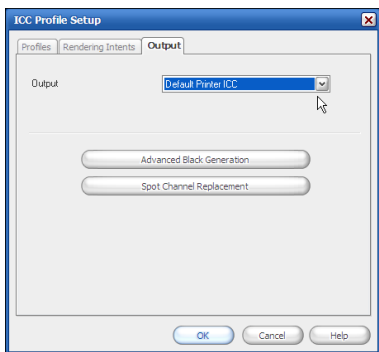 ICC Profile Setup
Profiles Rendering Intents Output
Output Default Printer ICC
Advanced Black Generation
Spot Channel Replacement
OK Cancel Help